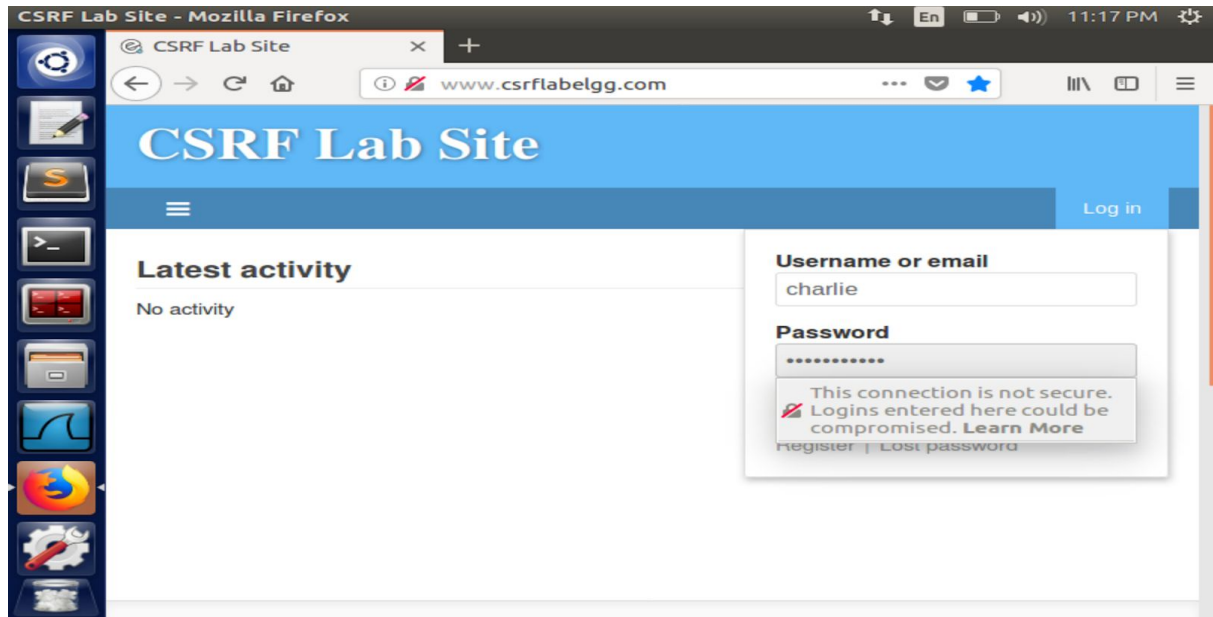 CSRF Lab Site - Mozilla Firefox En 11:17 PM
CSRF Lab Site
www.csrflabelgg.com
CSRF Lab Site
Log in
Latest activity
No activity
Username or email
charlie
Password
•••••••••••
This connection is not secure.
Logins entered here could be
compromised. Learn More
Register | Lost password